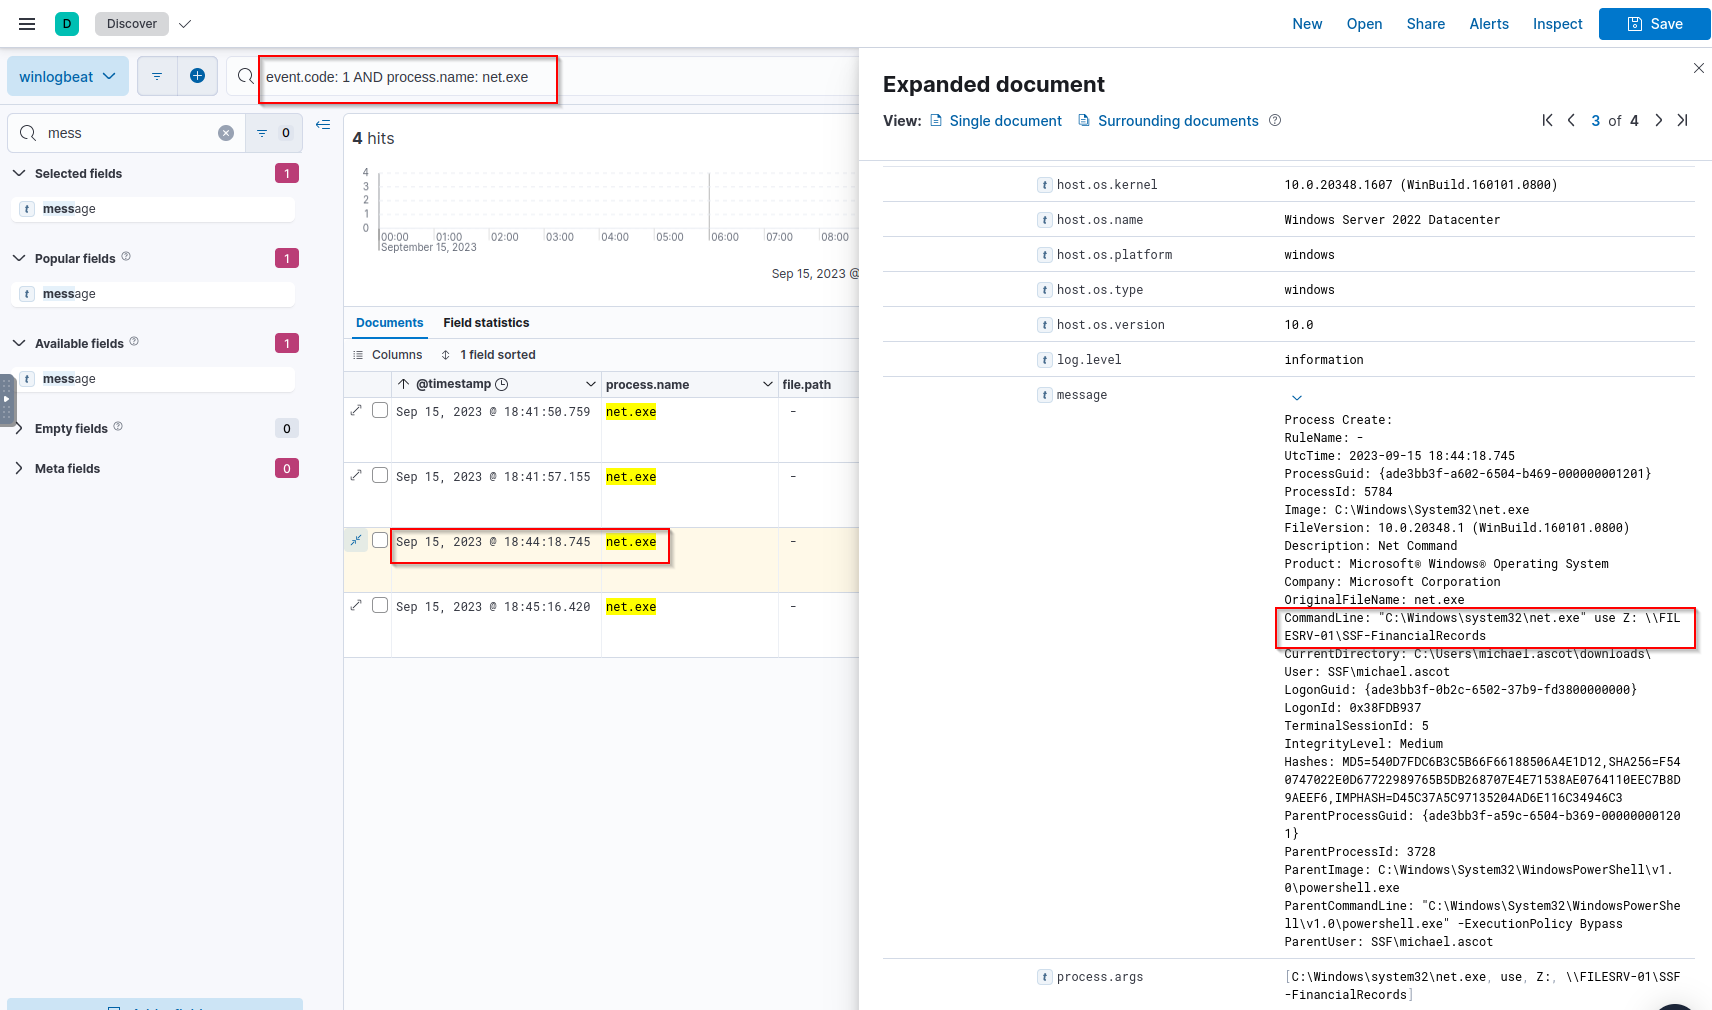 D
Discover
New
Open
Share
Alerts
Inspect
Save
winlogbeat
event.code: 1 AND process.name: net.exe
mess
0
Selected fields
1
t message
Popular fields
1
t message
Available fields
1
t message
Empty fields
0
Meta fields
0
4 hits
4
3
2
1
0
00:00
01:00
02:00
03:00
04:00
05:00
06:00
07:00
08:00
September 15, 2023
Sep 15, 2023 @
Documents
Field statistics
Columns
1 field sorted
@timestamp
process.name
file.path
Sep 15, 2023 @ 18:41:50.759
net.exe
-
Sep 15, 2023 @ 18:41:57.155
net.exe
-
Sep 15, 2023 @ 18:44:18.745
net.exe
-
Sep 15, 2023 @ 18:45:16.420
net.exe
-
Expanded document
View:
Single document
Surrounding documents
3 of 4
t host.os.kernel
10.0.20348.1607 (WinBuild.160101.0800)
t host.os.name
Windows Server 2022 Datacenter
t host.os.platform
windows
t host.os.type
windows
t host.os.version
10.0
t log.level
information
t message
Process Create:
RuleName: -
UtcTime: 2023-09-15 18:44:18.745
ProcessGuid: {ade3bb3f-a602-6504-b469-000000001201}
ProcessId: 5784
Image: C:\Windows\System32\net.exe
FileVersion: 10.0.20348.1 (WinBuild.160101.0800)
Description: Net Command
Product: Microsoft® Windows® Operating System
Company: Microsoft Corporation
OriginalFileName: net.exe
CommandLine: "C:\Windows\system32\net.exe" use Z: \\FIL
ESRV-01\SSF-FinancialRecords
CurrentDirectory: C:\Users\michael.ascot\downloads\
User: SSF\michael.ascot
LogonGuid: {ade3bb3f-0b2c-6502-37b9-fd3800000000}
LogonId: 0x38FDB937
TerminalSessionId: 5
IntegrityLevel: Medium
Hashes: MD5=540D7FDC6B3C5B66F66188506A4E1D12,SHA256=F54
0747022E0D67722989765B5DB268707E4E71538AE0764110EEC7B8D
9AEEF6,IMPHASH=D45C37A5C97135204AD6E116C34946C3
ParentProcessGuid: {ade3bb3f-a59c-6504-b369-00000000120
1}
ParentProcessId: 3728
ParentImage: C:\Windows\System32\WindowsPowerShell\v1.
0\powershell.exe
ParentCommandLine: "C:\Windows\System32\WindowsPowerShe
ll\v1.0\powershell.exe" -ExecutionPolicy Bypass
ParentUser: SSF\michael.ascot
t process.args
[C:\Windows\system32\net.exe, use, Z:, \\FILESRV-01\SSF
-FinancialRecords]